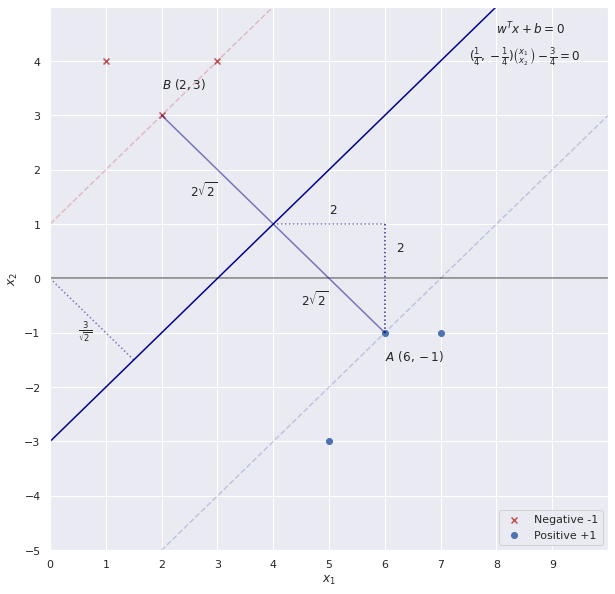 wᵀx + b = 0
(1/4, −1/4)(x₁ x₂) − 3/4 = 0
B (2, 3)
2√2
2
2
2√2
3/√2
A (6, −1)
4
3
2
1
0
−1
−2
−3
−4
−5
x₂
0 1 2 3 4 5 6 7 8 9
x₁
Negative -1
Positive +1